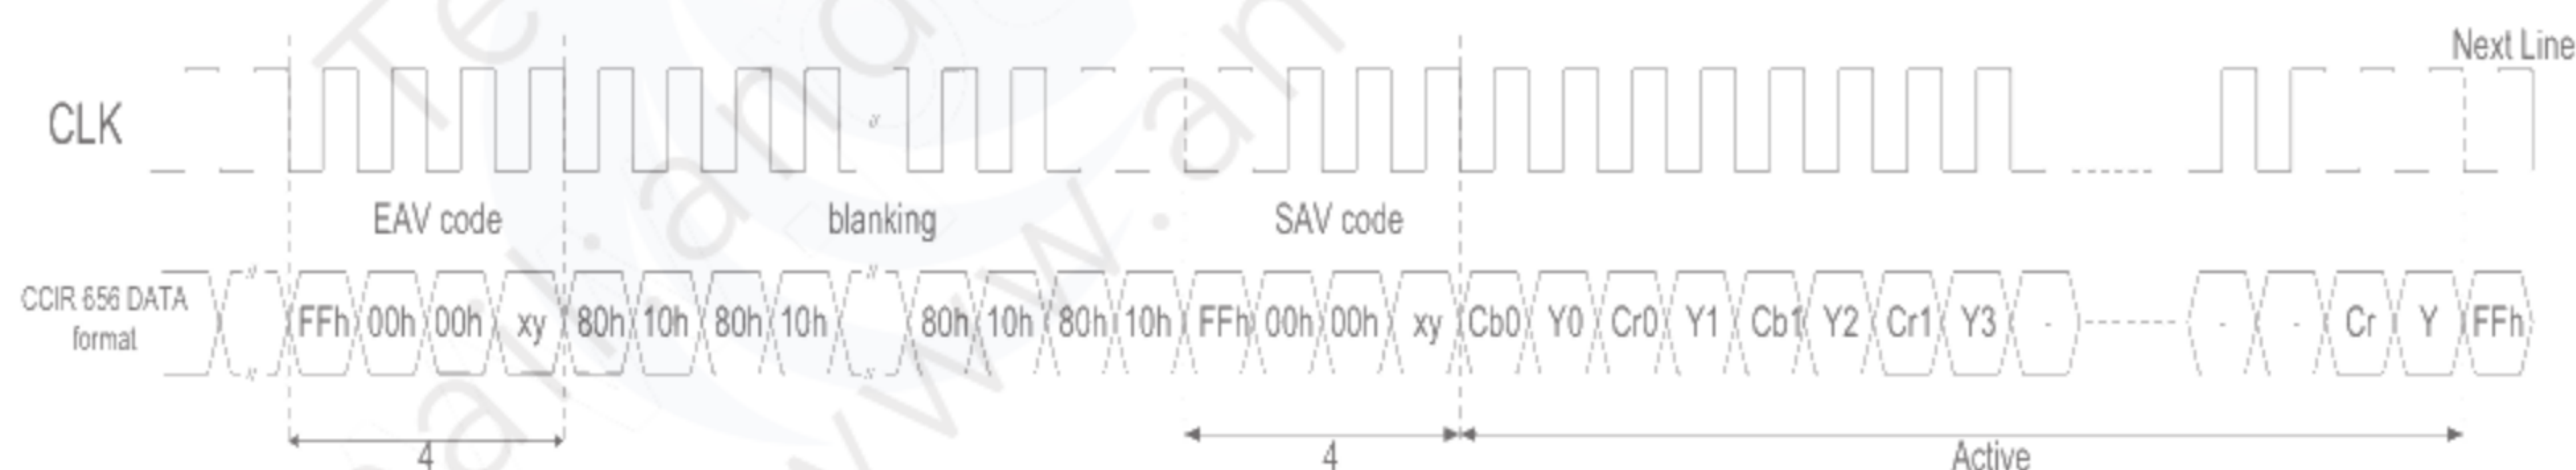 Next Line
CLK
EAV code
blanking
SAV code
CCIR 656 DATA
format
FFh 00h 00h xy 80h 10h 80h 10h 80h 10h 80h 10h FFh 00h 00h xy Cb0 Y0 Cr0 Y1 Cb1 Y2 Cr1 Y3 - - - Cr Y FFh
4
4
Active